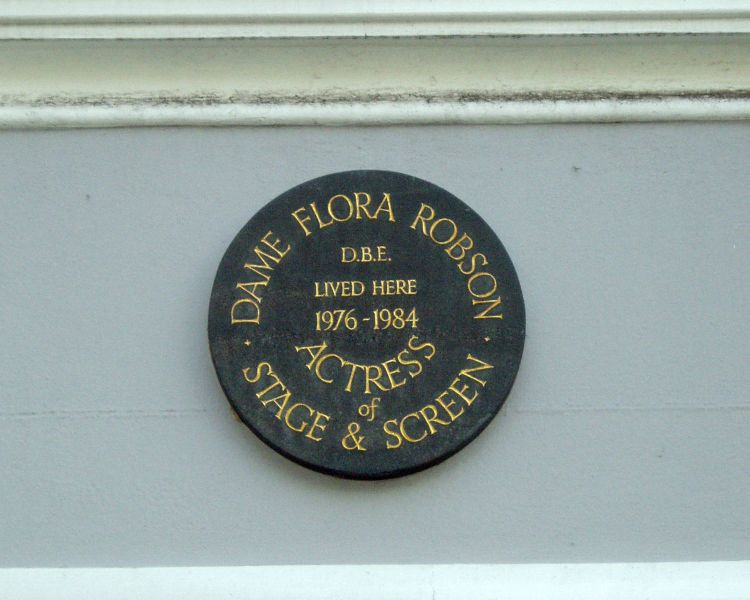 DAME FLORA ROBSON
D.B.E.
LIVED HERE
1976 - 1984
ACTRESS
of
STAGE & SCREEN